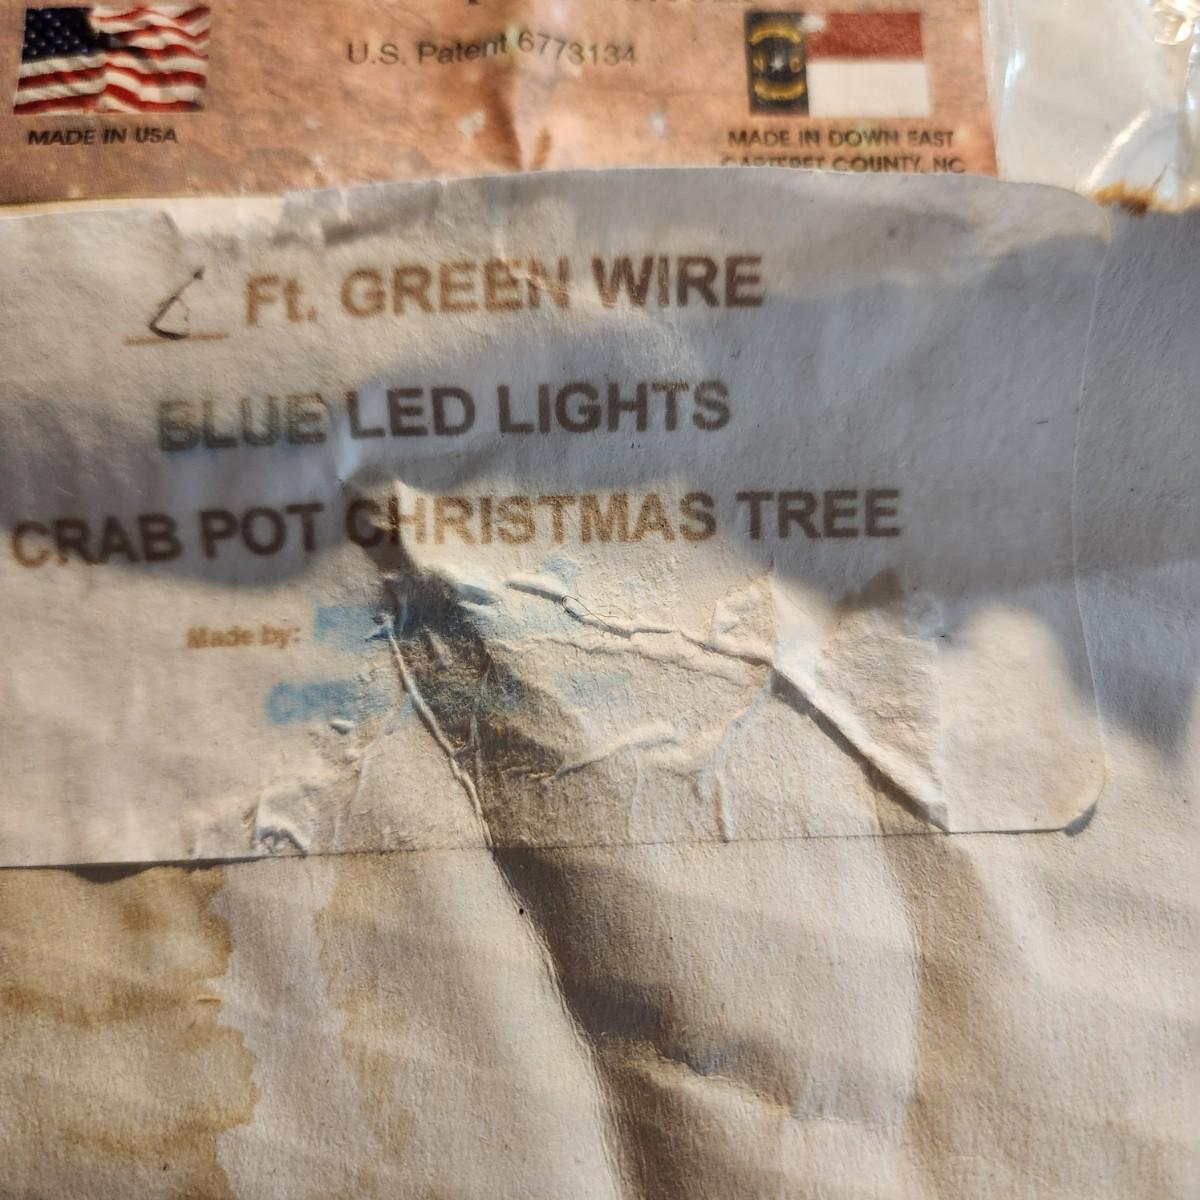 U.S. Patent 6773134
MADE IN USA
MADE IN DOWN EAST
CARTERET COUNTY, NC
6 Ft. GREEN WIRE
BLUE LED LIGHTS
CRAB POT CHRISTMAS TREE
Made by: